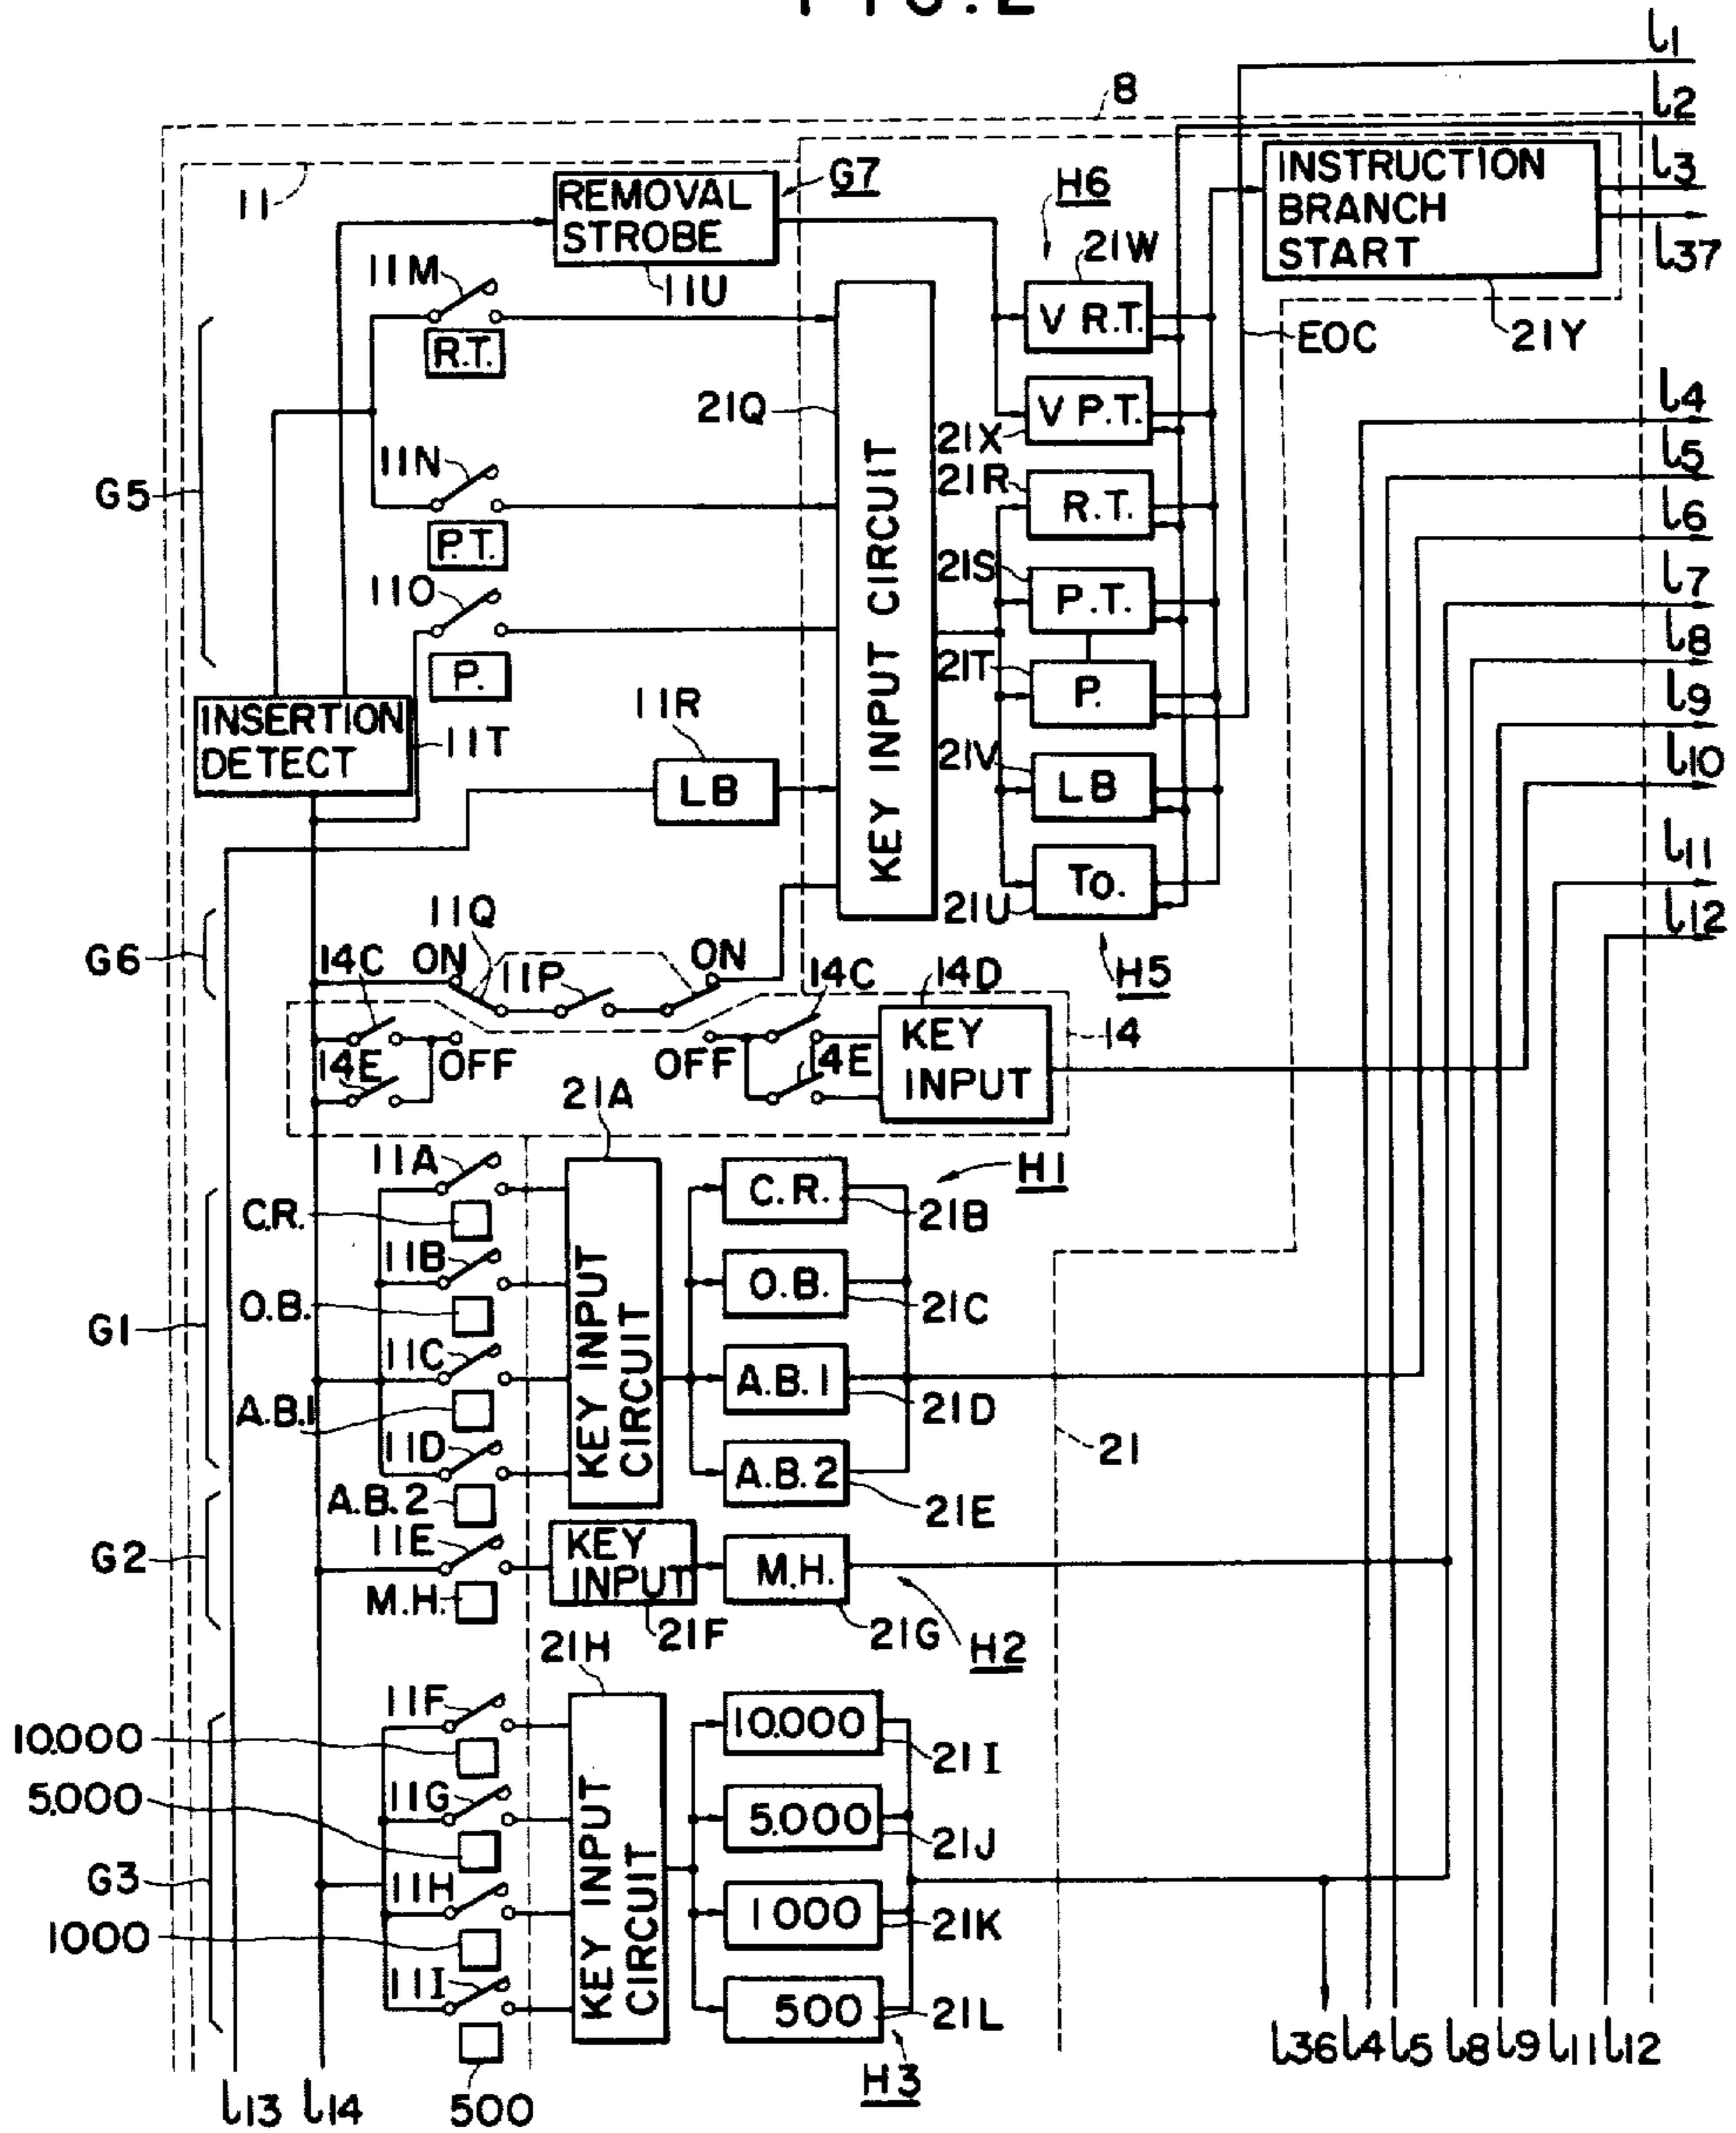 FIG. 2
l1
8
l2
l3
11
REMOVAL
STROBE
G7
H6
INSTRUCTION
BRANCH
START
11M
11U
21W
l37
V R.T.
R.T.
EOC
21Y
21Q
V P.T.
l4
11N
21X
l5
G5
21R
R.T.
l6
P.T.
21S
l7
11O
P.T.
l8
P.
21T
P.
l9
INSERTION
DETECT
11T
11R
KEY INPUT CIRCUIT
l10
LB
21V
LB
l11
To.
11Q
21U
l12
G6
14C
ON
11P
ON
14C
14D
H5
KEY
INPUT
14
14E
OFF
OFF
14E
21A
11A
H1
C.R.
C.R.
21B
11B
O.B.
O.B.
21C
G1
11C
KEY INPUT
CIRCUIT
A.B.1
A.B.1
21D
11D
21
A.B.2
A.B.2
21E
11E
G2
KEY
INPUT
M.H.
M.H.
21F
21G
H2
21H
11F
10.000
10.000
21I
11G
5.000
5.000
21J
G3
11H
KEY INPUT
CIRCUIT
1000
1000
21K
11I
500
21L
l36
l4
l5
l8
l9
l11
l12
H3
l13
l14
500